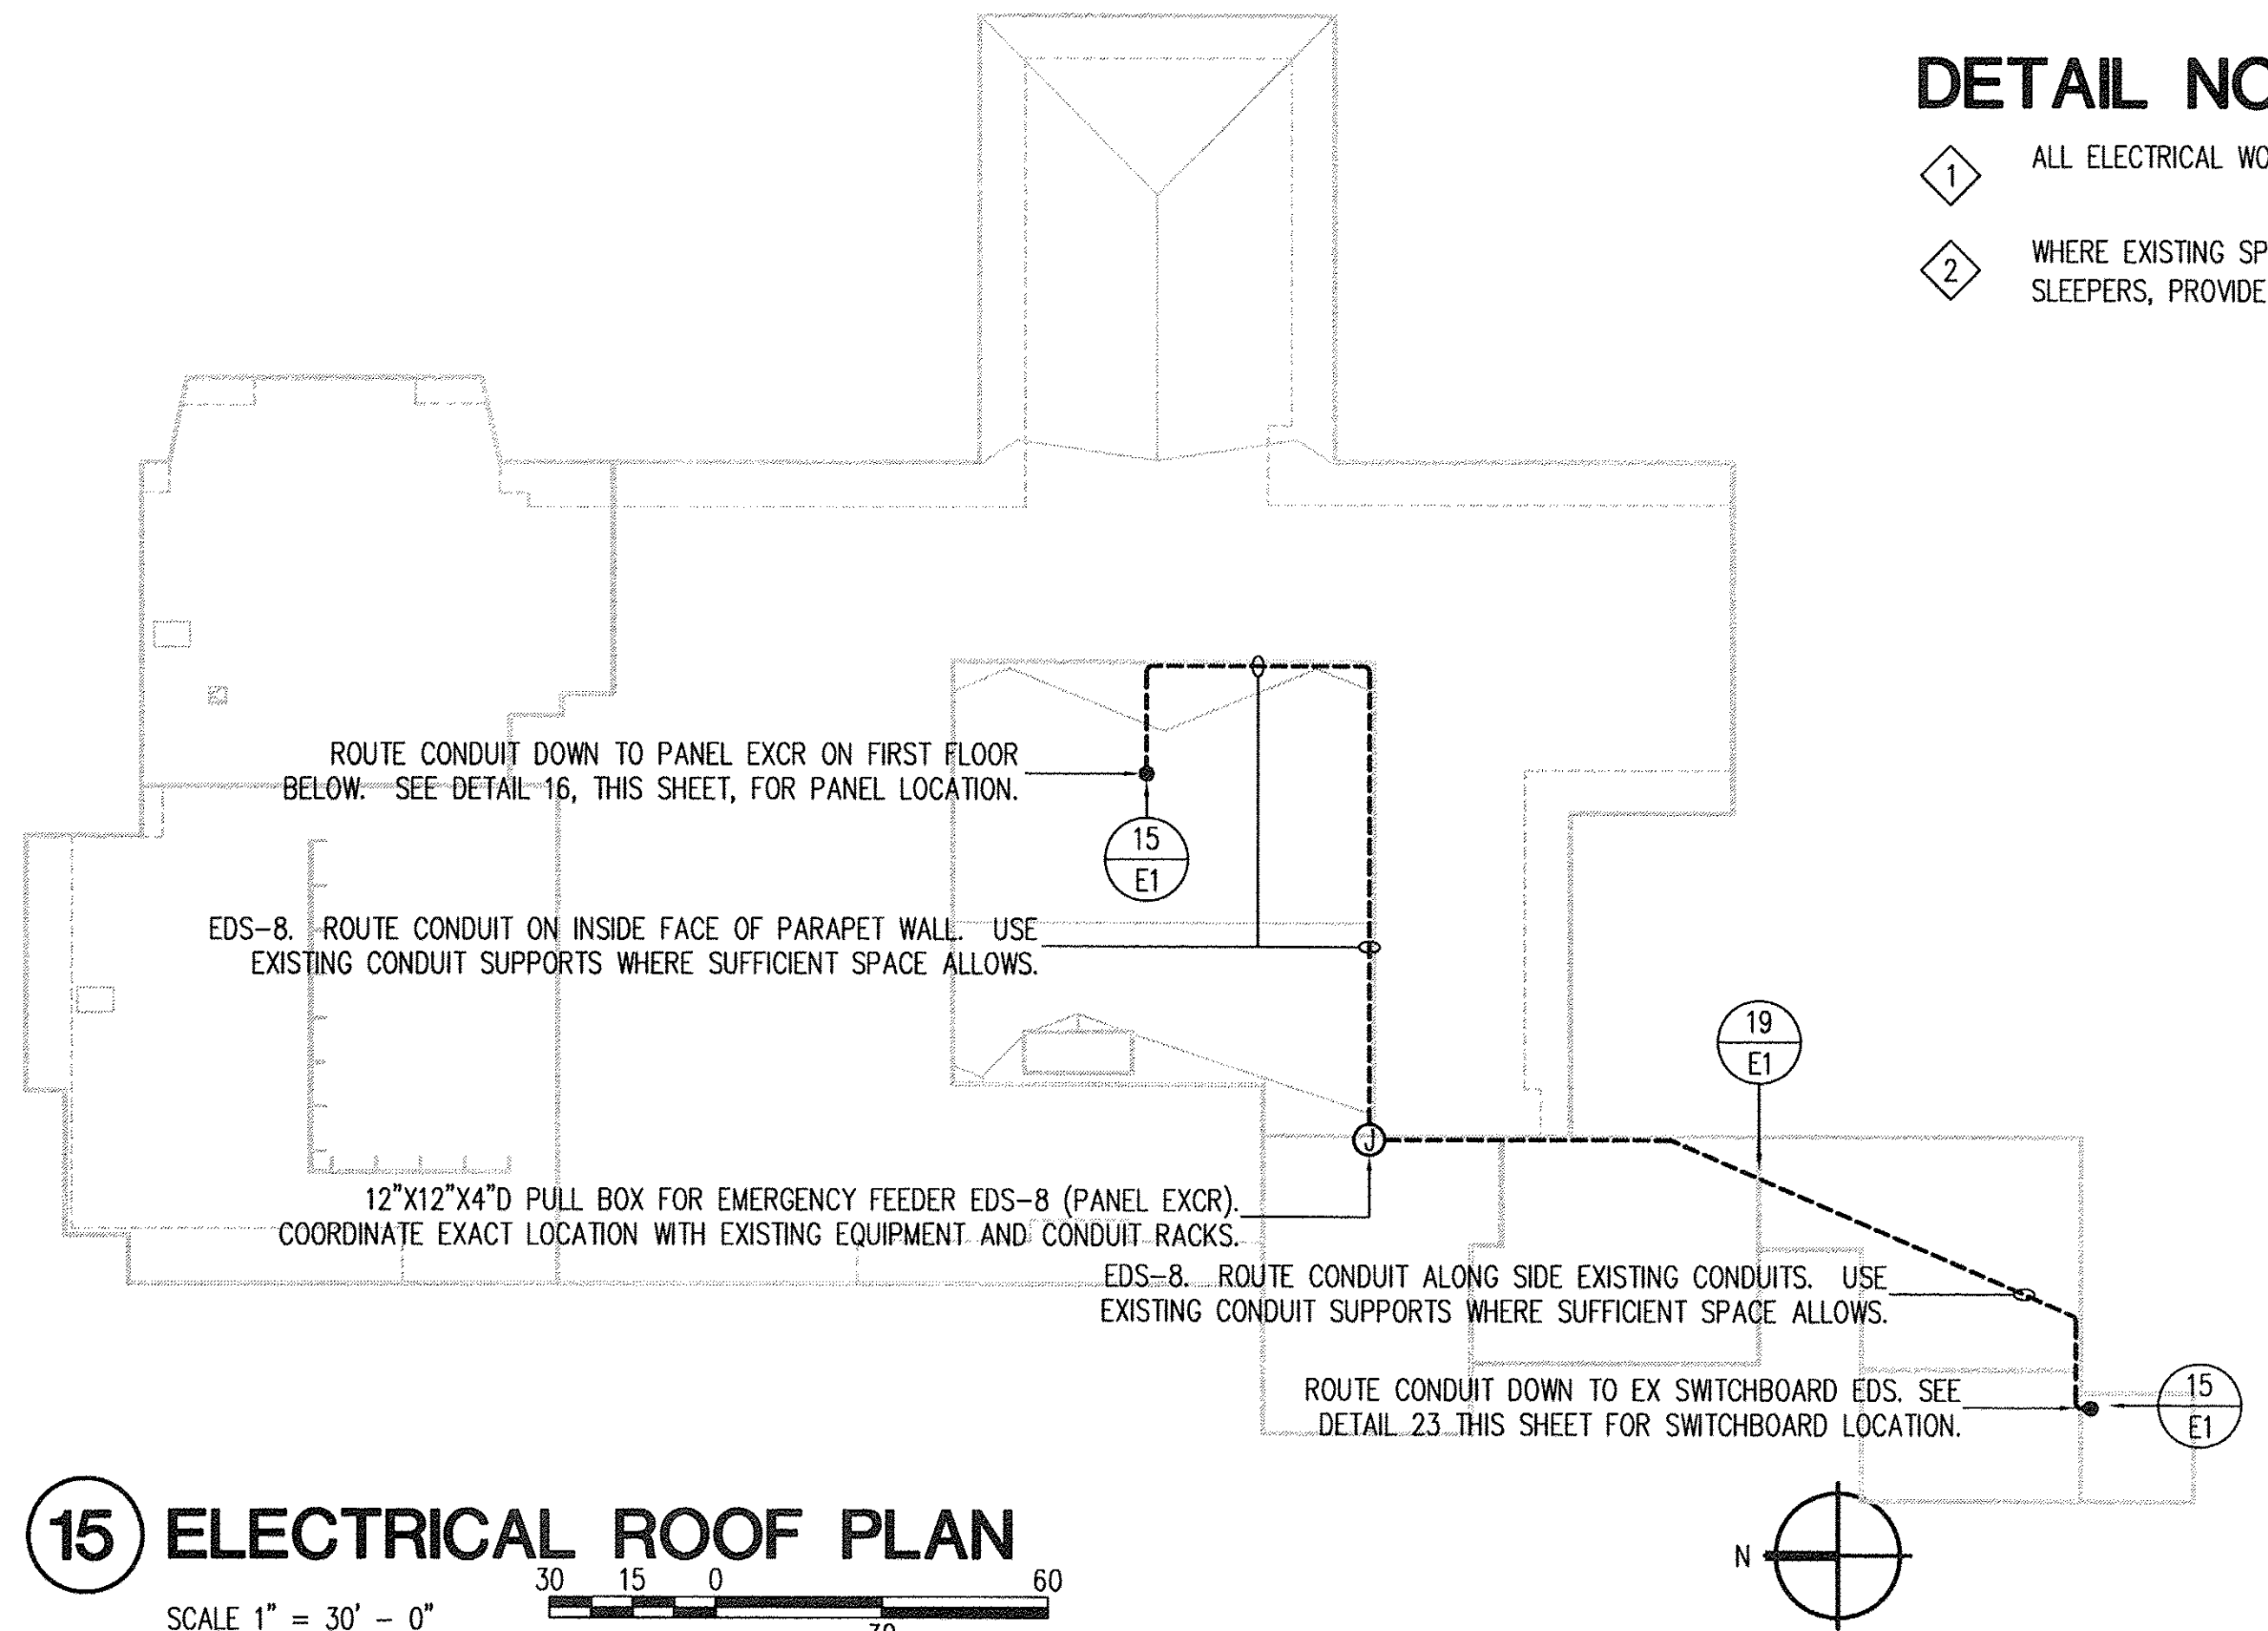 DETAIL NO
1 ALL ELECTRICAL WO
2 WHERE EXISTING SP
SLEEPERS, PROVIDE
ROUTE CONDUIT DOWN TO PANEL EXCR ON FIRST FLOOR
BELOW. SEE DETAIL 16, THIS SHEET, FOR PANEL LOCATION.
15
E1
EDS-8. ROUTE CONDUIT ON INSIDE FACE OF PARAPET WALL. USE
EXISTING CONDUIT SUPPORTS WHERE SUFFICIENT SPACE ALLOWS.
19
E1
J
12"X12"X4"D PULL BOX FOR EMERGENCY FEEDER EDS-8 (PANEL EXCR).
COORDINATE EXACT LOCATION WITH EXISTING EQUIPMENT AND CONDUIT RACKS.
EDS-8. ROUTE CONDUIT ALONG SIDE EXISTING CONDUITS. USE
EXISTING CONDUIT SUPPORTS WHERE SUFFICIENT SPACE ALLOWS.
ROUTE CONDUIT DOWN TO EX SWITCHBOARD EDS. SEE
DETAIL 23 THIS SHEET FOR SWITCHBOARD LOCATION.
15
E1
15 ELECTRICAL ROOF PLAN
30 15 0 60
SCALE 1" = 30' - 0"
N